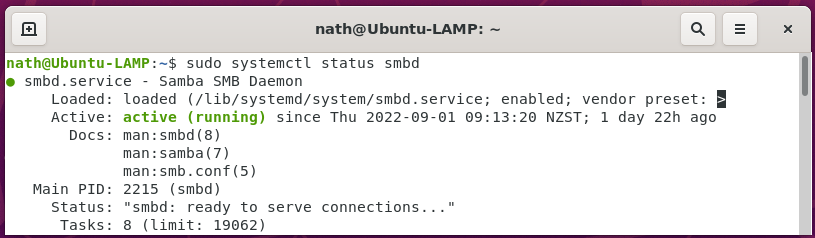 nath@Ubuntu-LAMP: ~
nath@Ubuntu-LAMP:~$ sudo systemctl status smbd
● smbd.service - Samba SMB Daemon
Loaded: loaded (/lib/systemd/system/smbd.service; enabled; vendor preset: >
Active: active (running) since Thu 2022-09-01 09:13:20 NZST; 1 day 22h ago
Docs: man:smbd(8)
man:samba(7)
man:smb.conf(5)
Main PID: 2215 (smbd)
Status: "smbd: ready to serve connections..."
Tasks: 8 (limit: 19062)